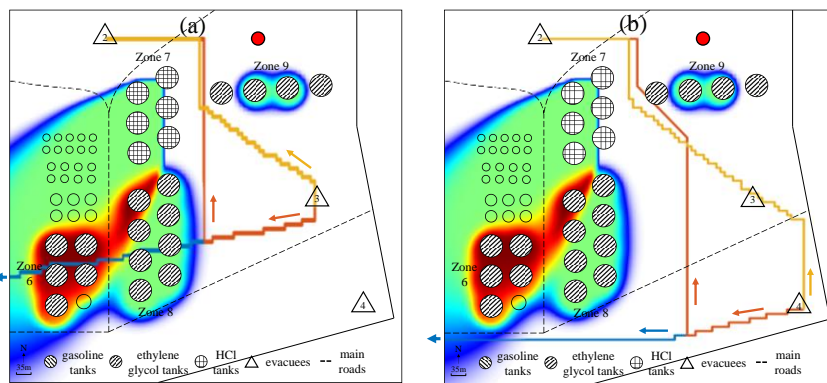 (a)
2
Zone 7
Zone 9
3
Zone
6
4
Zone 8
N
35m
gasoline
tanks
ethylene
glycol tanks
HCl
tanks
evacuees
main
roads
(b)
2
Zone 7
Zone 9
3
Zone
6
4
Zone 8
N
35m
gasoline
tanks
ethylene
glycol tanks
HCl
tanks
evacuees
main
roads